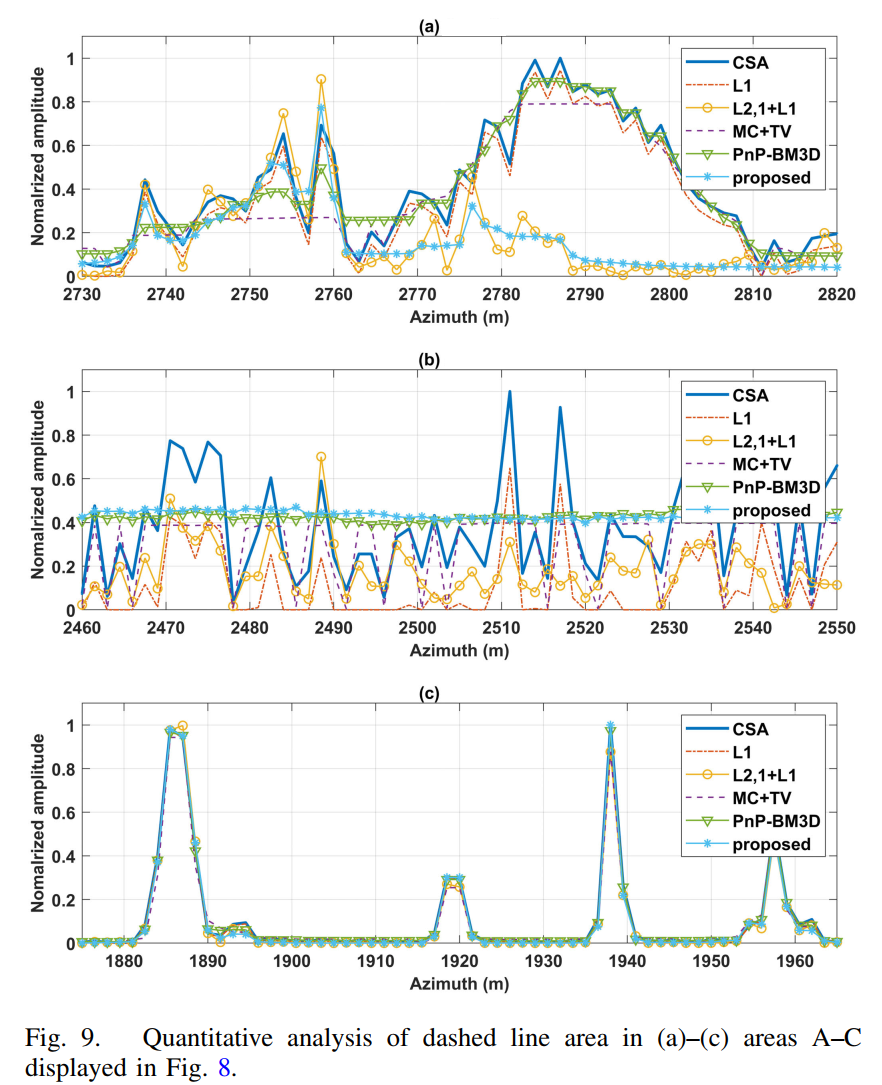 (a)
1
0.8
0.6
0.4
0.2
0
Nomalrized amplitude
CSA
L1
L2,1+L1
MC+TV
PnP-BM3D
proposed
2730 2740 2750 2760 2770 2780 2790 2800 2810 2820
Azimuth (m)
(b)
1
0.8
0.6
0.4
0.2
0
Nomalrized amplitude
CSA
L1
L2,1+L1
MC+TV
PnP-BM3D
proposed
2460 2470 2480 2490 2500 2510 2520 2530 2540 2550
Azimuth (m)
(c)
1
0.8
0.6
0.4
0.2
0
Nomalrized amplitude
CSA
L1
L2,1+L1
MC+TV
PnP-BM3D
proposed
1880 1890 1900 1910 1920 1930 1940 1950 1960
Azimuth (m)
Fig. 9. Quantitative analysis of dashed line area in (a)–(c) areas A–C
displayed in Fig. 8.